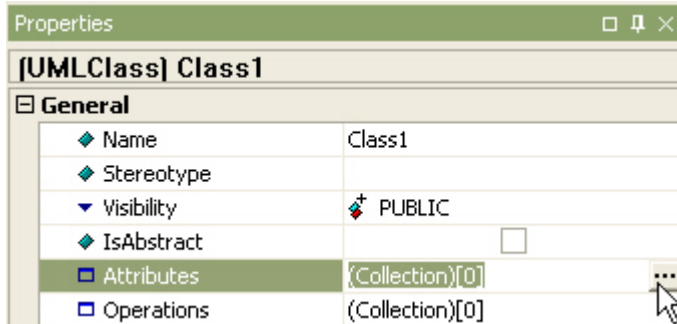 Properties
(UMLClass) Class1
General
Name Class1
Stereotype
Visibility PUBLIC
IsAbstract
Attributes (Collection)[0] ...
Operations (Collection)[0]